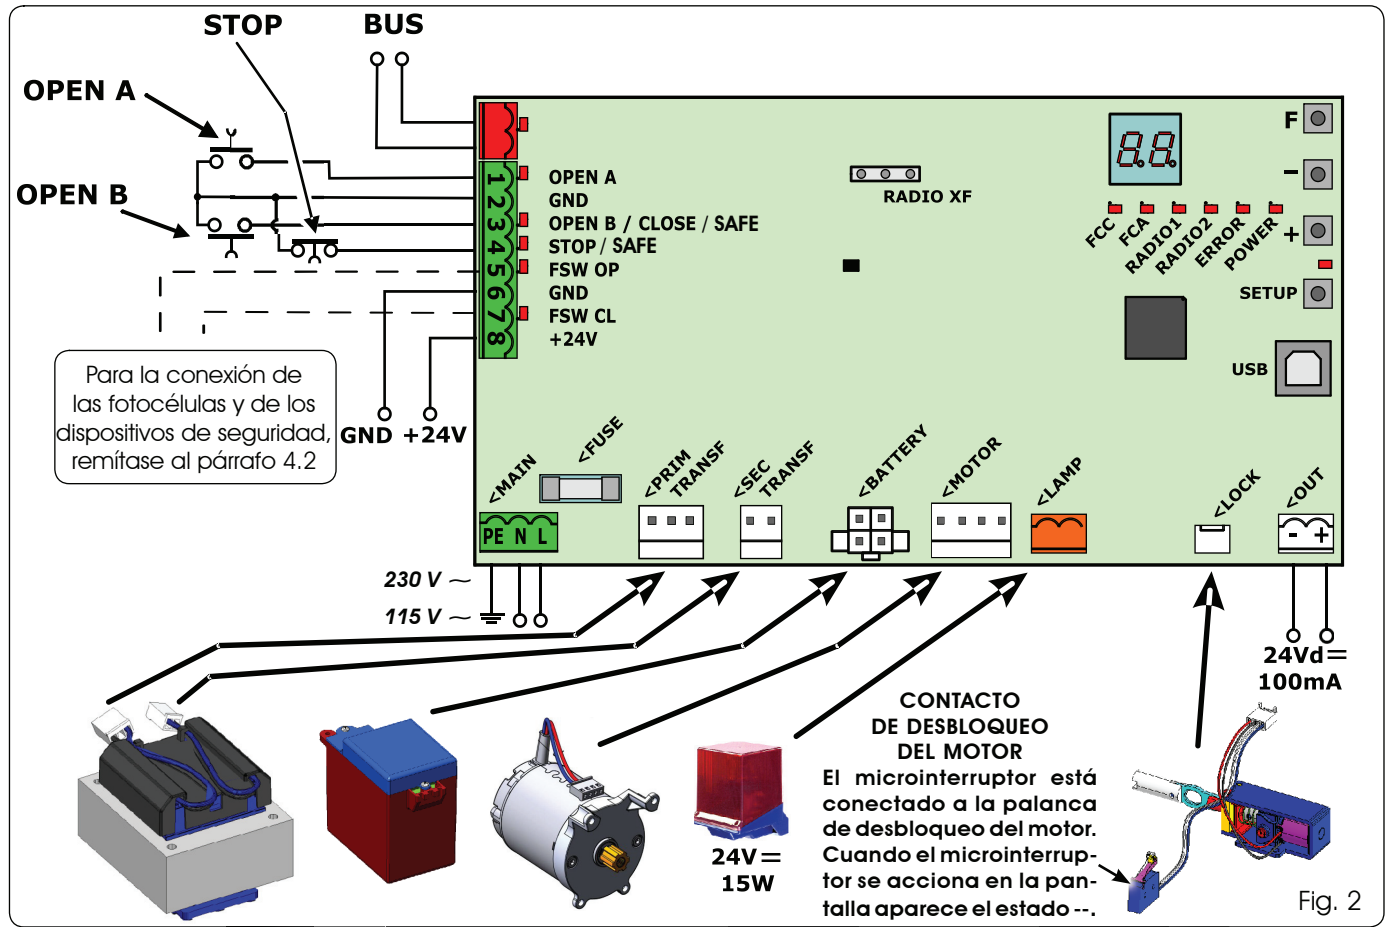 STOP
BUS
OPEN A
OPEN B
1 OPEN A
2 GND
3 OPEN B / CLOSE / SAFE
4 STOP / SAFE
5 FSW OP
6 GND
7 FSW CL
8 +24V
RADIO XF
8.8.
F
-
+
SETUP
FCC
FCA
RADIO1
RADIO2
ERROR
POWER
USB
Para la conexión de
las fotocélulas y de los
dispositivos de seguridad,
remítase al párrafo 4.2
GND +24V
<MAIN
<FUSE
<PRIM
TRANSF
<SEC
TRANSF
<BATTERY
<MOTOR
<LAMP
<LOCK
<OUT
PE N L
- +
230 V ~
115 V ~
24Vd=
100mA
24V=
15W
CONTACTO
DE DESBLOQUEO
DEL MOTOR
El microinterruptor está
conectado a la palanca
de desbloqueo del motor.
Cuando el microinterrup-
tor se acciona en la pan-
talla aparece el estado --.
Fig. 2